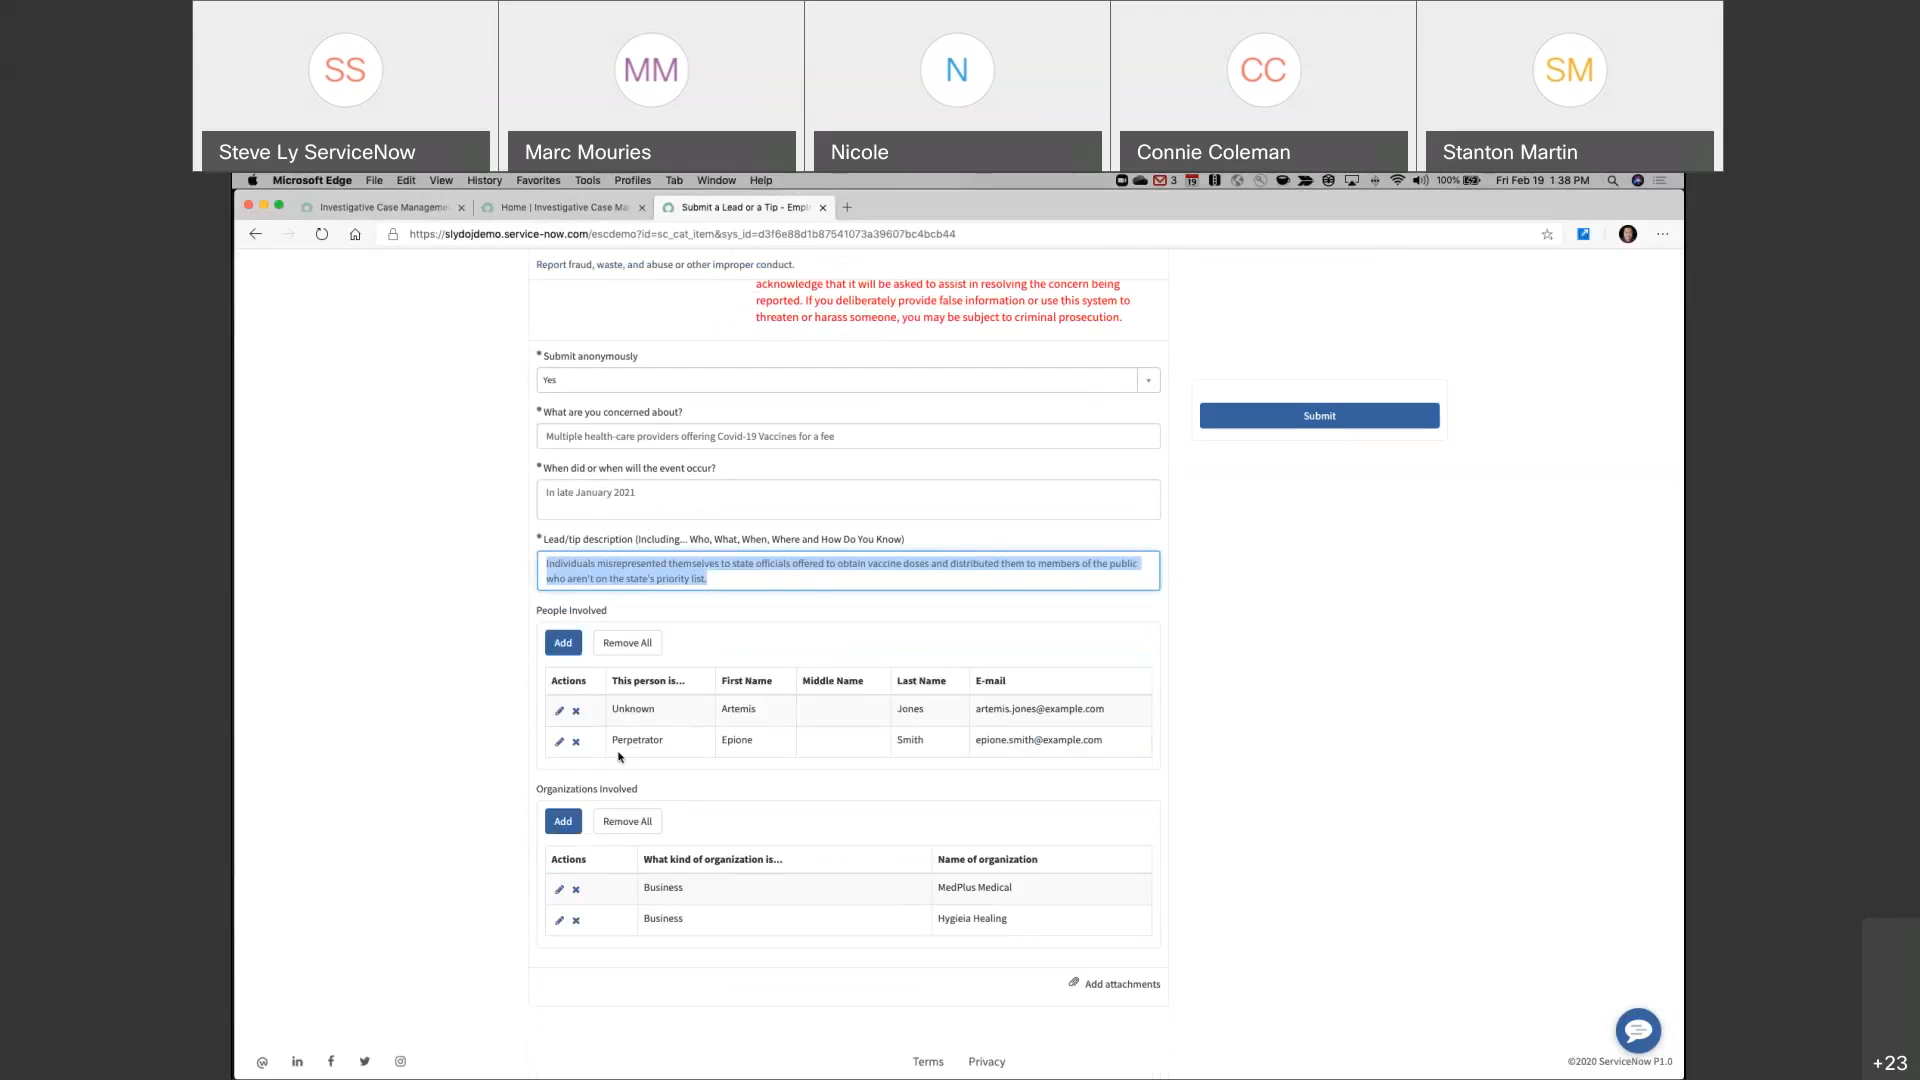 SS
MM
N
CC
SM
Steve Ly ServiceNow
Marc Mouries
Nicole
Connie Coleman
Stanton Martin
Microsoft Edge File Edit View History Favorites Tools Profiles Tab Window Help
3
19
100%
Fri Feb 19 1:38 PM
Investigative Case Manageme
Home | Investigative Case Ma
Submit a Lead or a Tip - Empl
https://slydojdemo.service-now.com/escdemo?id=sc_cat_item&sys_id=d3f6e88d1b87541073a39607bc4bcb44
Report fraud, waste, and abuse or other improper conduct.
acknowledge that it will be asked to assist in resolving the concern being
reported. If you deliberately provide false information or use this system to
threaten or harass someone, you may be subject to criminal prosecution.
*Submit anonymously
Yes
Submit
*What are you concerned about?
Multiple health-care providers offering Covid-19 Vaccines for a fee
*When did or when will the event occur?
In late January 2021
*Lead/tip description (Including... Who, What, When, Where and How Do You Know)
Individuals misrepresented themselves to state officials offered to obtain vaccine doses and distributed them to members of the public
who aren't on the state's priority list.
People Involved
Add Remove All
Actions This person is... First Name Middle Name Last Name E-mail
Unknown Artemis Jones artemis.jones@example.com
Perpetrator Epione Smith epione.smith@example.com
Organizations Involved
Add Remove All
Actions What kind of organization is... Name of organization
Business MedPlus Medical
Business Hygieia Healing
Add attachments
Terms Privacy
©2020 ServiceNow P1.0
+23